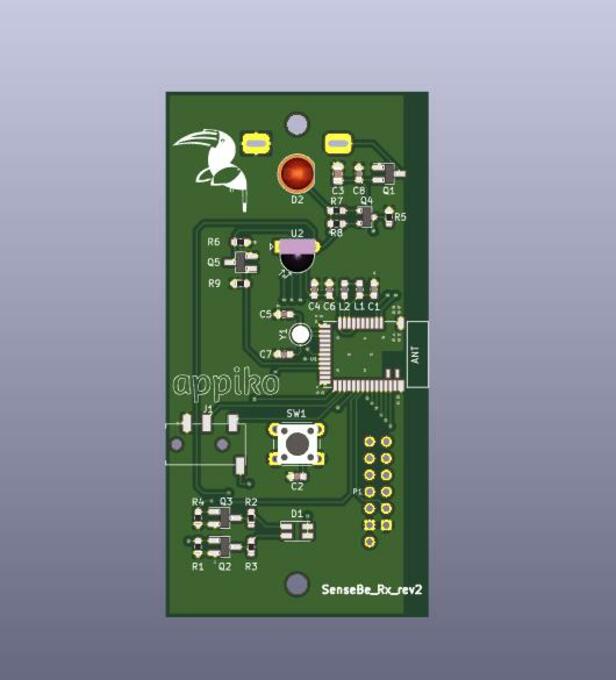 D2
C3 C8 Q1
R7 Q4
R5
R8
U2
R6
Q5
R9
C4 C6 L2 L1 C1
C5
Y1
C7
ANT
appiko
J1
SW1
C2
P1
R4 Q3 R2
D1
R1 Q2 R3
SenseBe_Rx_rev2